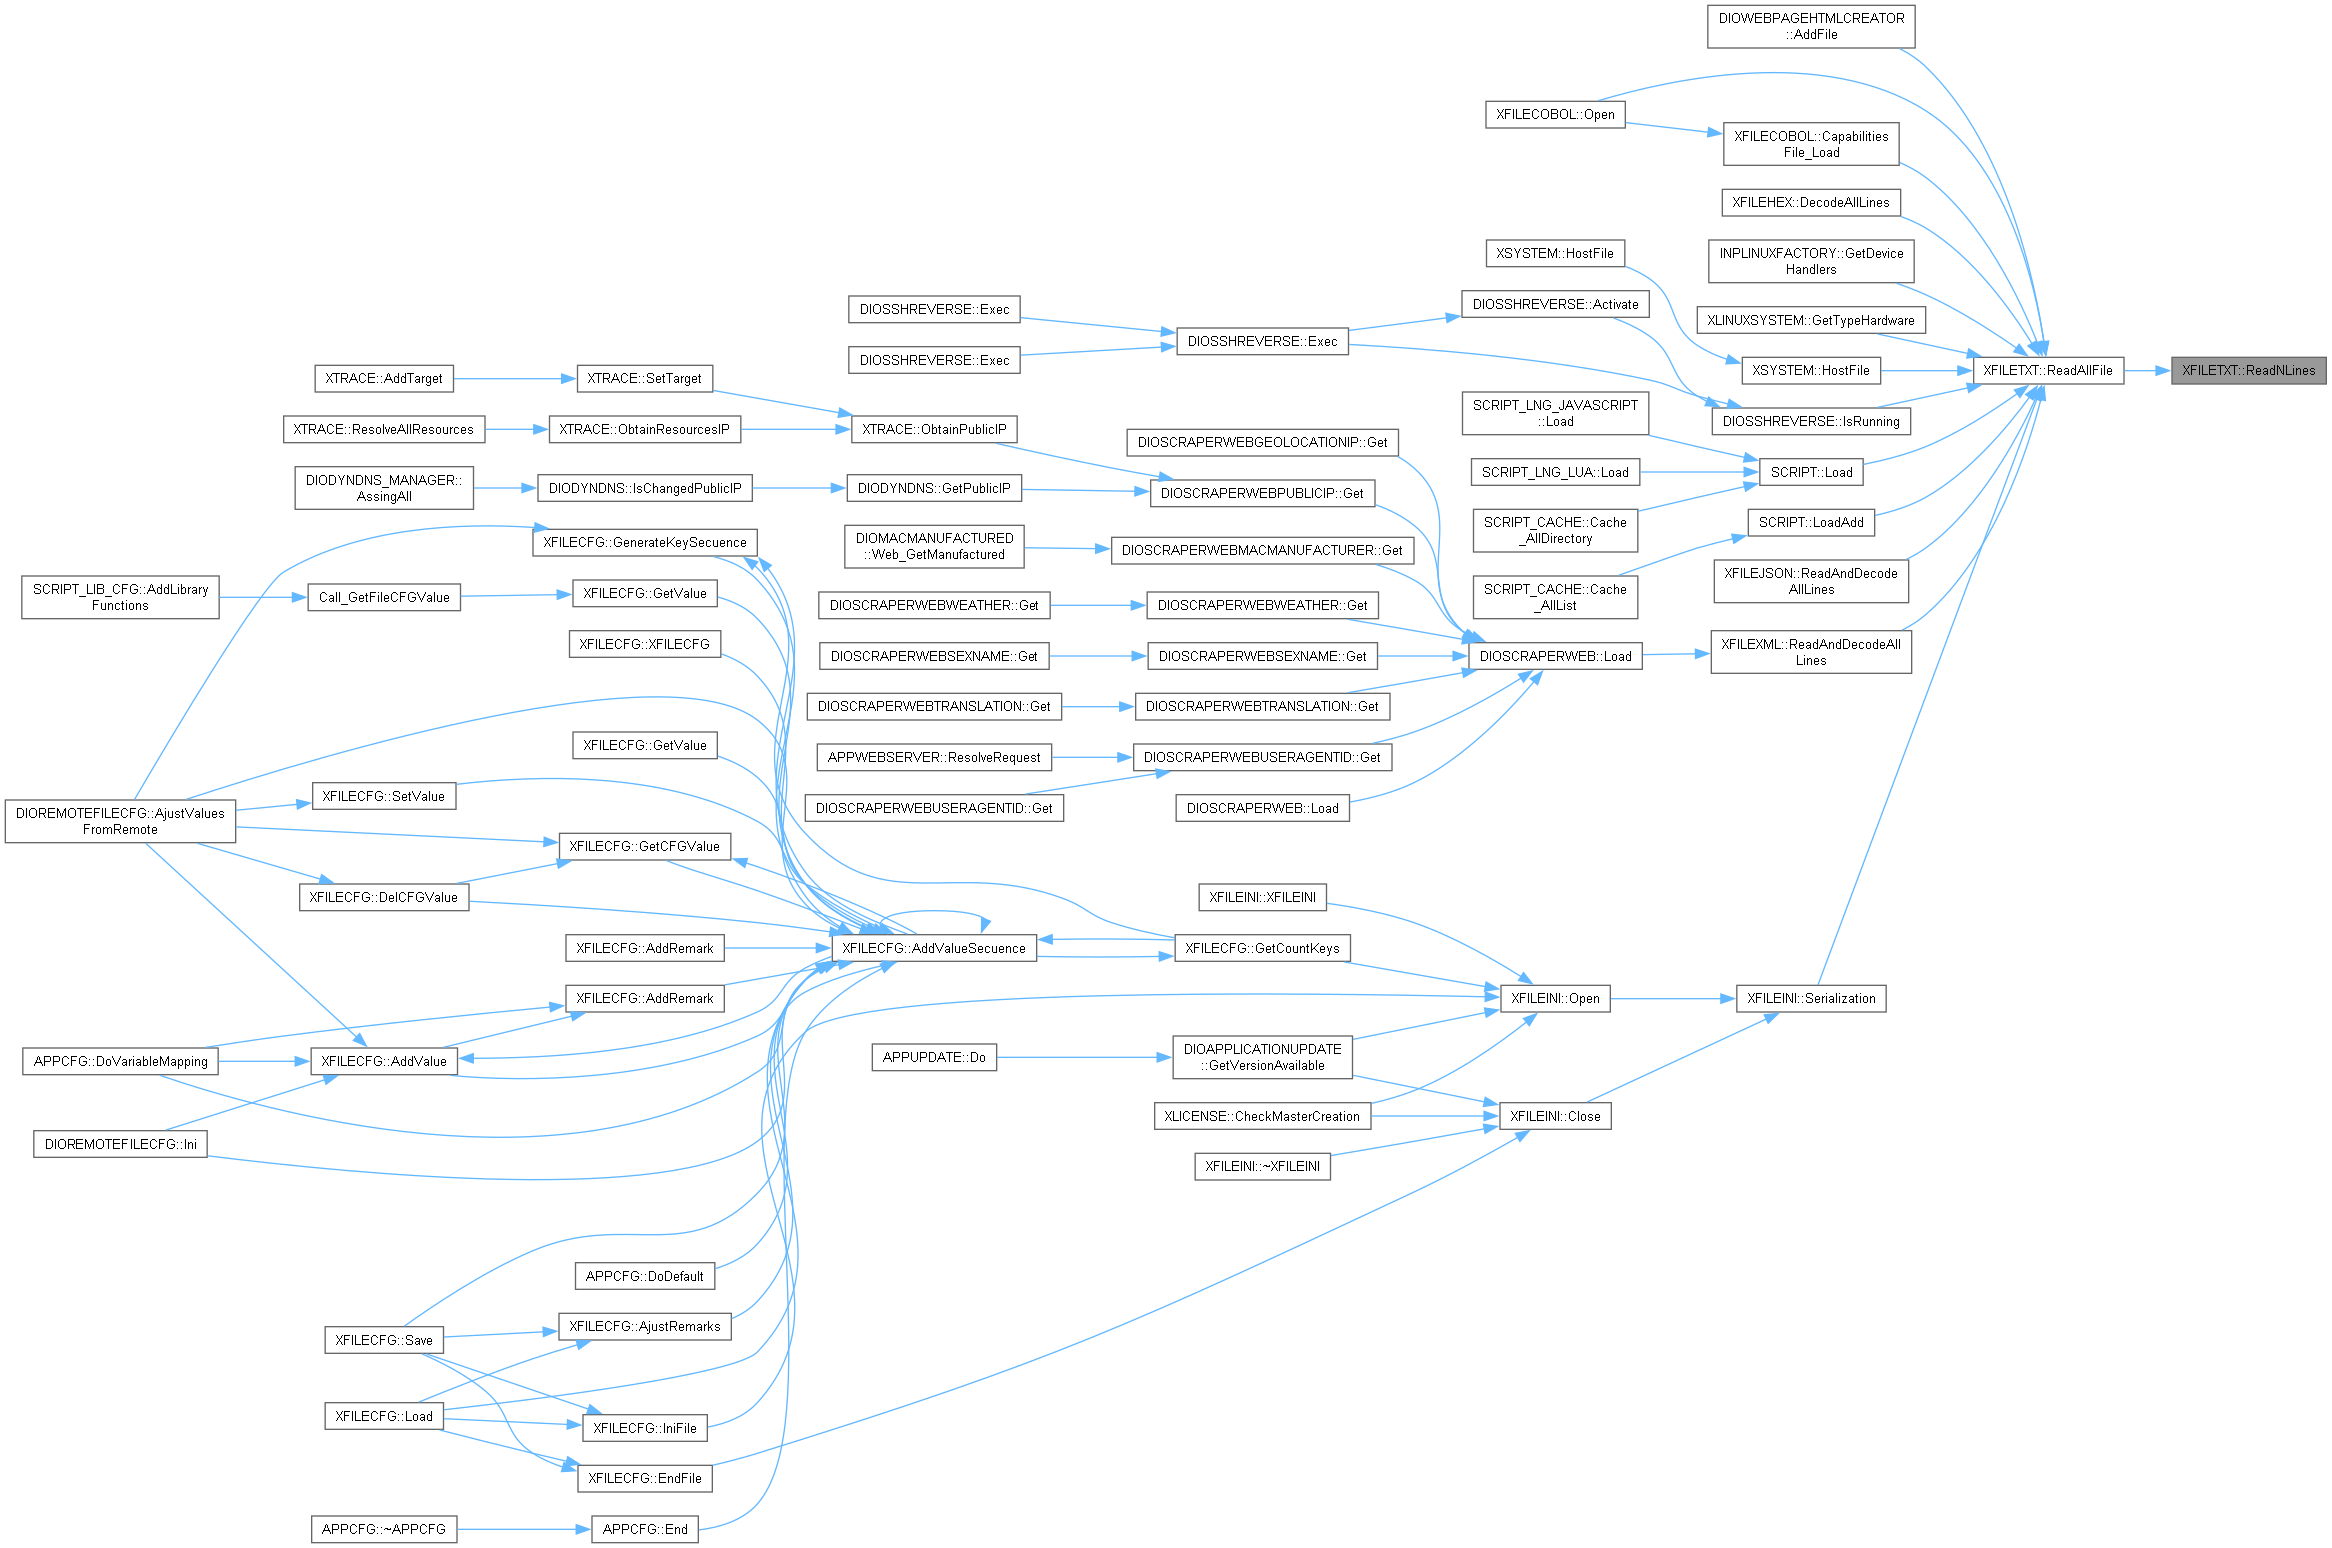 DIOWEBPAGEHTMLCREATOR
::AddFile
XFILECOBOL::Open
XFILECOBOL::Capabilities
File_Load
XFILEHEX::DecodeAllLines
XSYSTEM::HostFile
INPLINUXFACTORY::GetDevice
Handlers
DIOSSHREVERSE::Exec
DIOSSHREVERSE::Activate
XLINUXSYSTEM::GetTypeHardware
DIOSSHREVERSE::Exec
DIOSSHREVERSE::Exec
XTRACE::AddTarget
XTRACE::SetTarget
XSYSTEM::HostFile
XFILETXT::ReadAllFile
XFILETXT::ReadNLines
SCRIPT_LNG_JAVASCRIPT
::Load
DIOSSHREVERSE::IsRunning
XTRACE::ResolveAllResources
XTRACE::ObtainResourcesIP
XTRACE::ObtainPublicIP
DIOSCRAPERWEBGEOLOCATIONIP::Get
SCRIPT_LNG_LUA::Load
SCRIPT::Load
DIODYNDNS_MANAGER::
AssingAll
DIODYNDNS::IsChangedPublicIP
DIODYNDNS::GetPublicIP
DIOSCRAPERWEBPUBLICIP::Get
SCRIPT_CACHE::Cache
_AllDirectory
SCRIPT::LoadAdd
XFILECFG::GenerateKeySecuence
DIOMACMANUFACTURED
::Web_GetManufactured
DIOSCRAPERWEBMACMANUFACTURER::Get
XFILEJSON::ReadAndDecode
AllLines
SCRIPT_LIB_CFG::AddLibrary
Functions
Call_GetFileCFGValue
XFILECFG::GetValue
DIOSCRAPERWEBWEATHER::Get
DIOSCRAPERWEBWEATHER::Get
SCRIPT_CACHE::Cache
_AllList
XFILECFG::XFILECFG
DIOSCRAPERWEBSEXNAME::Get
DIOSCRAPERWEBSEXNAME::Get
DIOSCRAPERWEB::Load
XFILEXML::ReadAndDecodeAll
Lines
DIOSCRAPERWEBTRANSLATION::Get
DIOSCRAPERWEBTRANSLATION::Get
XFILECFG::GetValue
APPWEBSERVER::ResolveRequest
DIOSCRAPERWEBUSERAGENTID::Get
XFILECFG::SetValue
DIOSCRAPERWEBUSERAGENTID::Get
DIOSCRAPERWEB::Load
DIOREMOTEFILECFG::AjustValues
FromRemote
XFILECFG::GetCFGValue
XFILECFG::DelCFGValue
XFILEINI::XFILEINI
XFILECFG::AddRemark
XFILECFG::AddValueSecuence
XFILECFG::GetCountKeys
XFILECFG::AddRemark
XFILEINI::Open
XFILEINI::Serialization
APPCFG::DoVariableMapping
XFILECFG::AddValue
APPUPDATE::Do
DIOAPPLICATIONUPDATE
::GetVersionAvailable
XLICENSE::CheckMasterCreation
XFILEINI::Close
DIOREMOTEFILECFG::Ini
XFILEINI::~XFILEINI
APPCFG::DoDefault
XFILECFG::Save
XFILECFG::AjustRemarks
XFILECFG::Load
XFILECFG::IniFile
XFILECFG::EndFile
APPCFG::~APPCFG
APPCFG::End